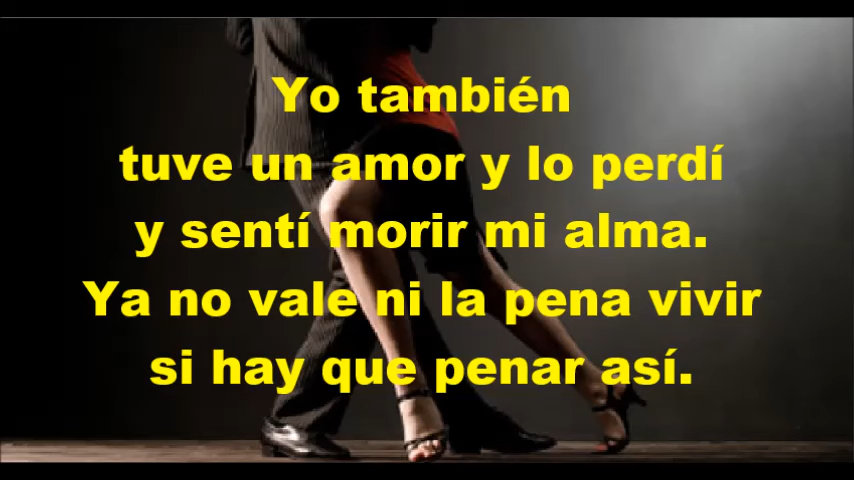 Yo también
tuve un amor y lo perdí
y sentí morir mi alma.
Ya no vale ni la pena vivir
si hay que penar así.